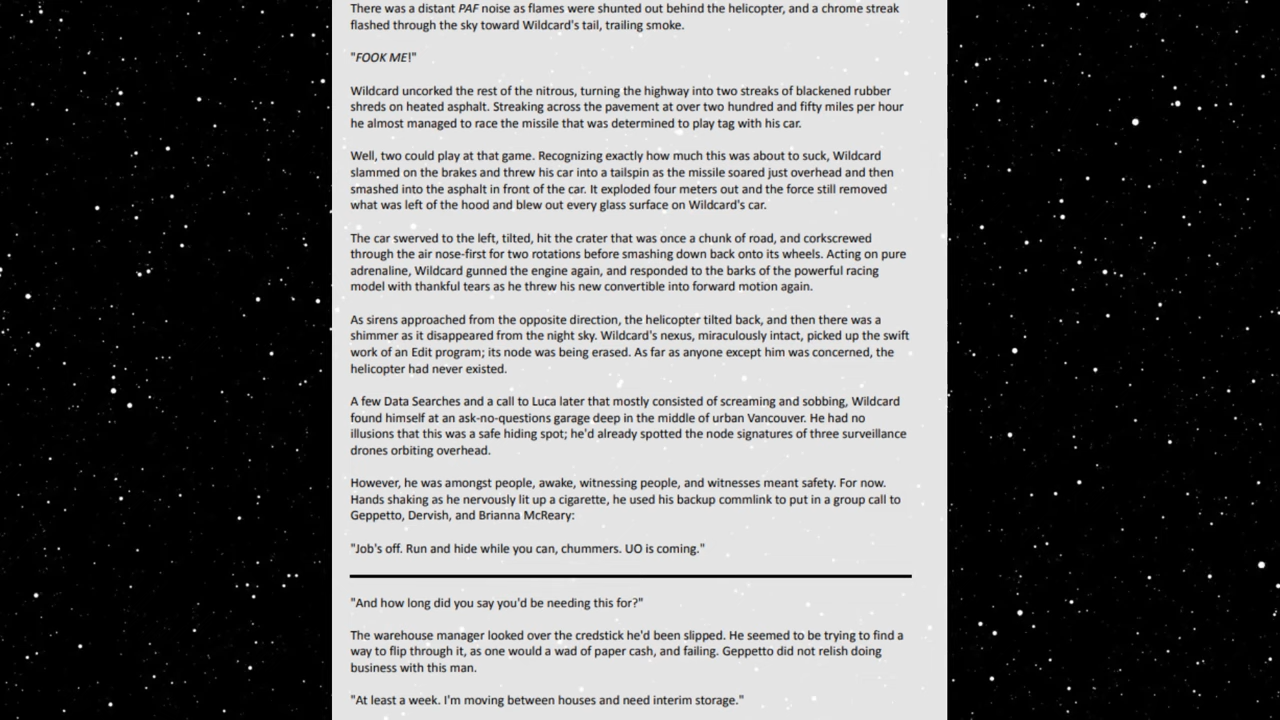 There was a distant PAF noise as flames were shunted out behind the helicopter, and a chrome streak
flashed through the sky toward Wildcard's tail, trailing smoke.
"FOOK ME!"
Wildcard uncorked the rest of the nitrous, turning the highway into two streaks of blackened rubber
shreds on heated asphalt. Streaking across the pavement at over two hundred and fifty miles per hour
he almost managed to race the missile that was determined to play tag with his car.
Well, two could play at that game. Recognizing exactly how much this was about to suck, Wildcard
slammed on the brakes and threw his car into a tailspin as the missile soared just overhead and then
smashed into the asphalt in front of the car. It exploded four meters out and the force still removed
what was left of the hood and blew out every glass surface on Wildcard's car.
The car swerved to the left, tilted, hit the crater that was once a chunk of road, and corkscrewed
through the air nose-first for two rotations before smashing down back onto its wheels. Acting on pure
adrenaline, Wildcard gunned the engine again, and responded to the barks of the powerful racing
model with thankful tears as he threw his new convertible into forward motion again.
As sirens approached from the opposite direction, the helicopter tilted back, and then there was a
shimmer as it disappeared from the night sky. Wildcard's nexus, miraculously intact, picked up the swift
work of an Edit program; its node was being erased. As far as anyone except him was concerned, the
helicopter had never existed.
A few Data Searches and a call to Luca later that mostly consisted of screaming and sobbing, Wildcard
found himself at an ask-no-questions garage deep in the middle of urban Vancouver. He had no
illusions that this was a safe hiding spot; he'd already spotted the node signatures of three surveillance
drones orbiting overhead.
However, he was amongst people, awake, witnessing people, and witnesses meant safety. For now.
Hands shaking as he nervously lit up a cigarette, he used his backup commlink to put in a group call to
Geppetto, Dervish, and Brianna McReary:
"Job's off. Run and hide while you can, chummers. UO is coming."
"And how long did you say you'd be needing this for?"
The warehouse manager looked over the credstick he'd been slipped. He seemed to be trying to find a
way to flip through it, as one would a wad of paper cash, and failing. Geppetto did not relish doing
business with this man.
"At least a week. I'm moving between houses and need interim storage."